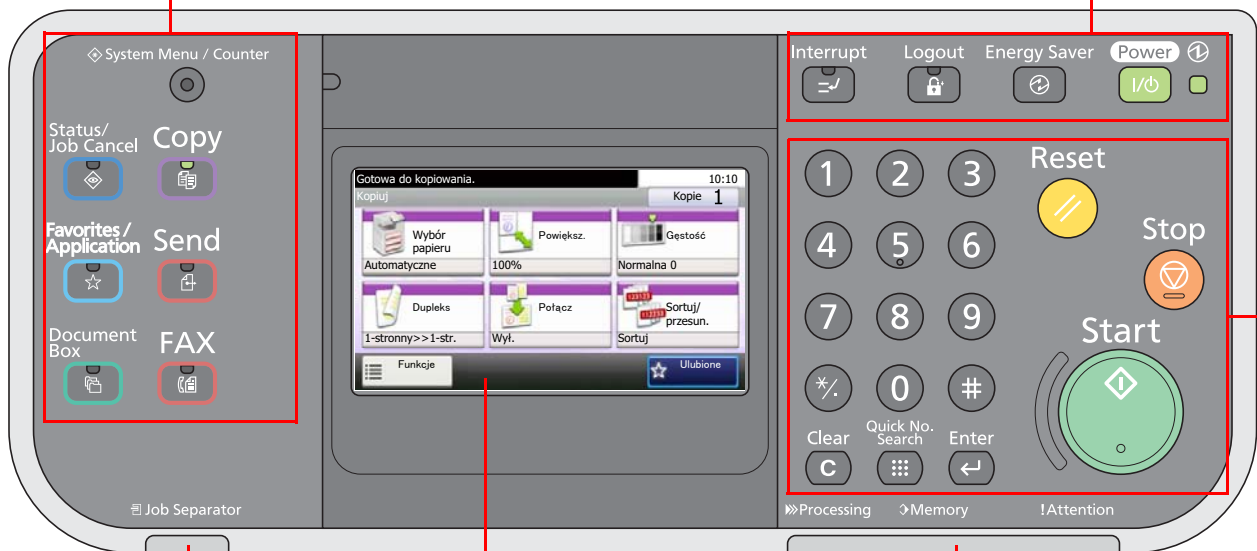 System Menu / Counter
Status/
Job Cancel
Copy
Favorites /
Application
Send
Document
Box
FAX
Job Separator
Gotowa do kopiowania.
10:10
Kopiuj
Kopie 1
Wybór
papieru
Automatyczne
Powiększ.
100%
Gęstość
Normalna 0
Dupleks
1-stronny>>1-str.
Połącz
Wył.
123123
112233
Sortuj/
przesun.
Sortuj
Funkcje
Ulubione
Interrupt
Logout
Energy Saver
Power
I/
1 2 3
4 5 6
7 8 9
*/. 0 #
Reset
Stop
Start
Clear
Quick No.
Search
Enter
C
Processing
Memory
!Attention